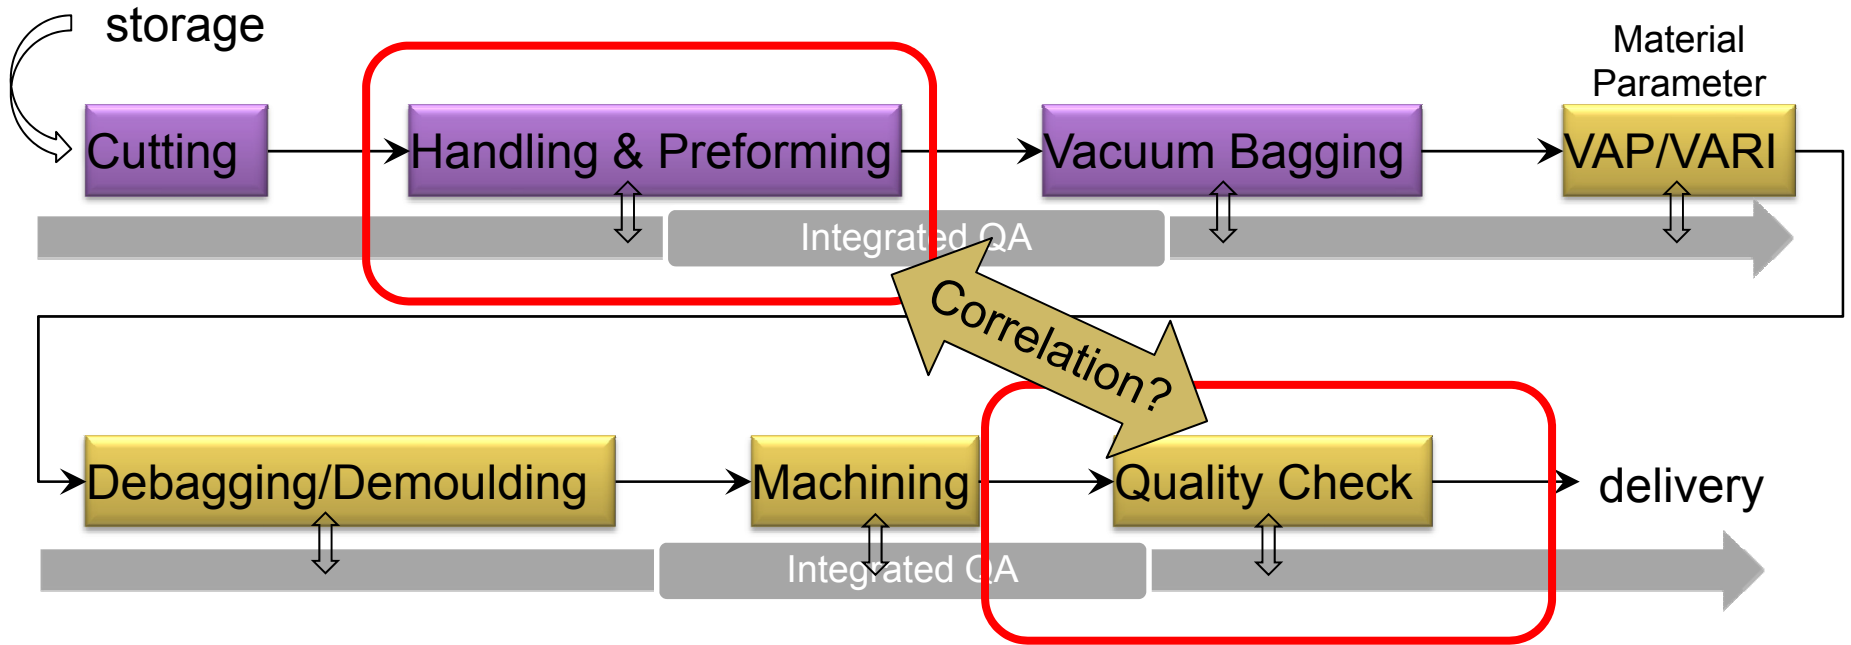 storage
Material
Parameter
Cutting
Handling & Preforming
Vacuum Bagging
VAP/VARI
Integrated QA
Correlation?
Debagging/Demoulding
Machining
Quality Check
delivery
Integrated QA